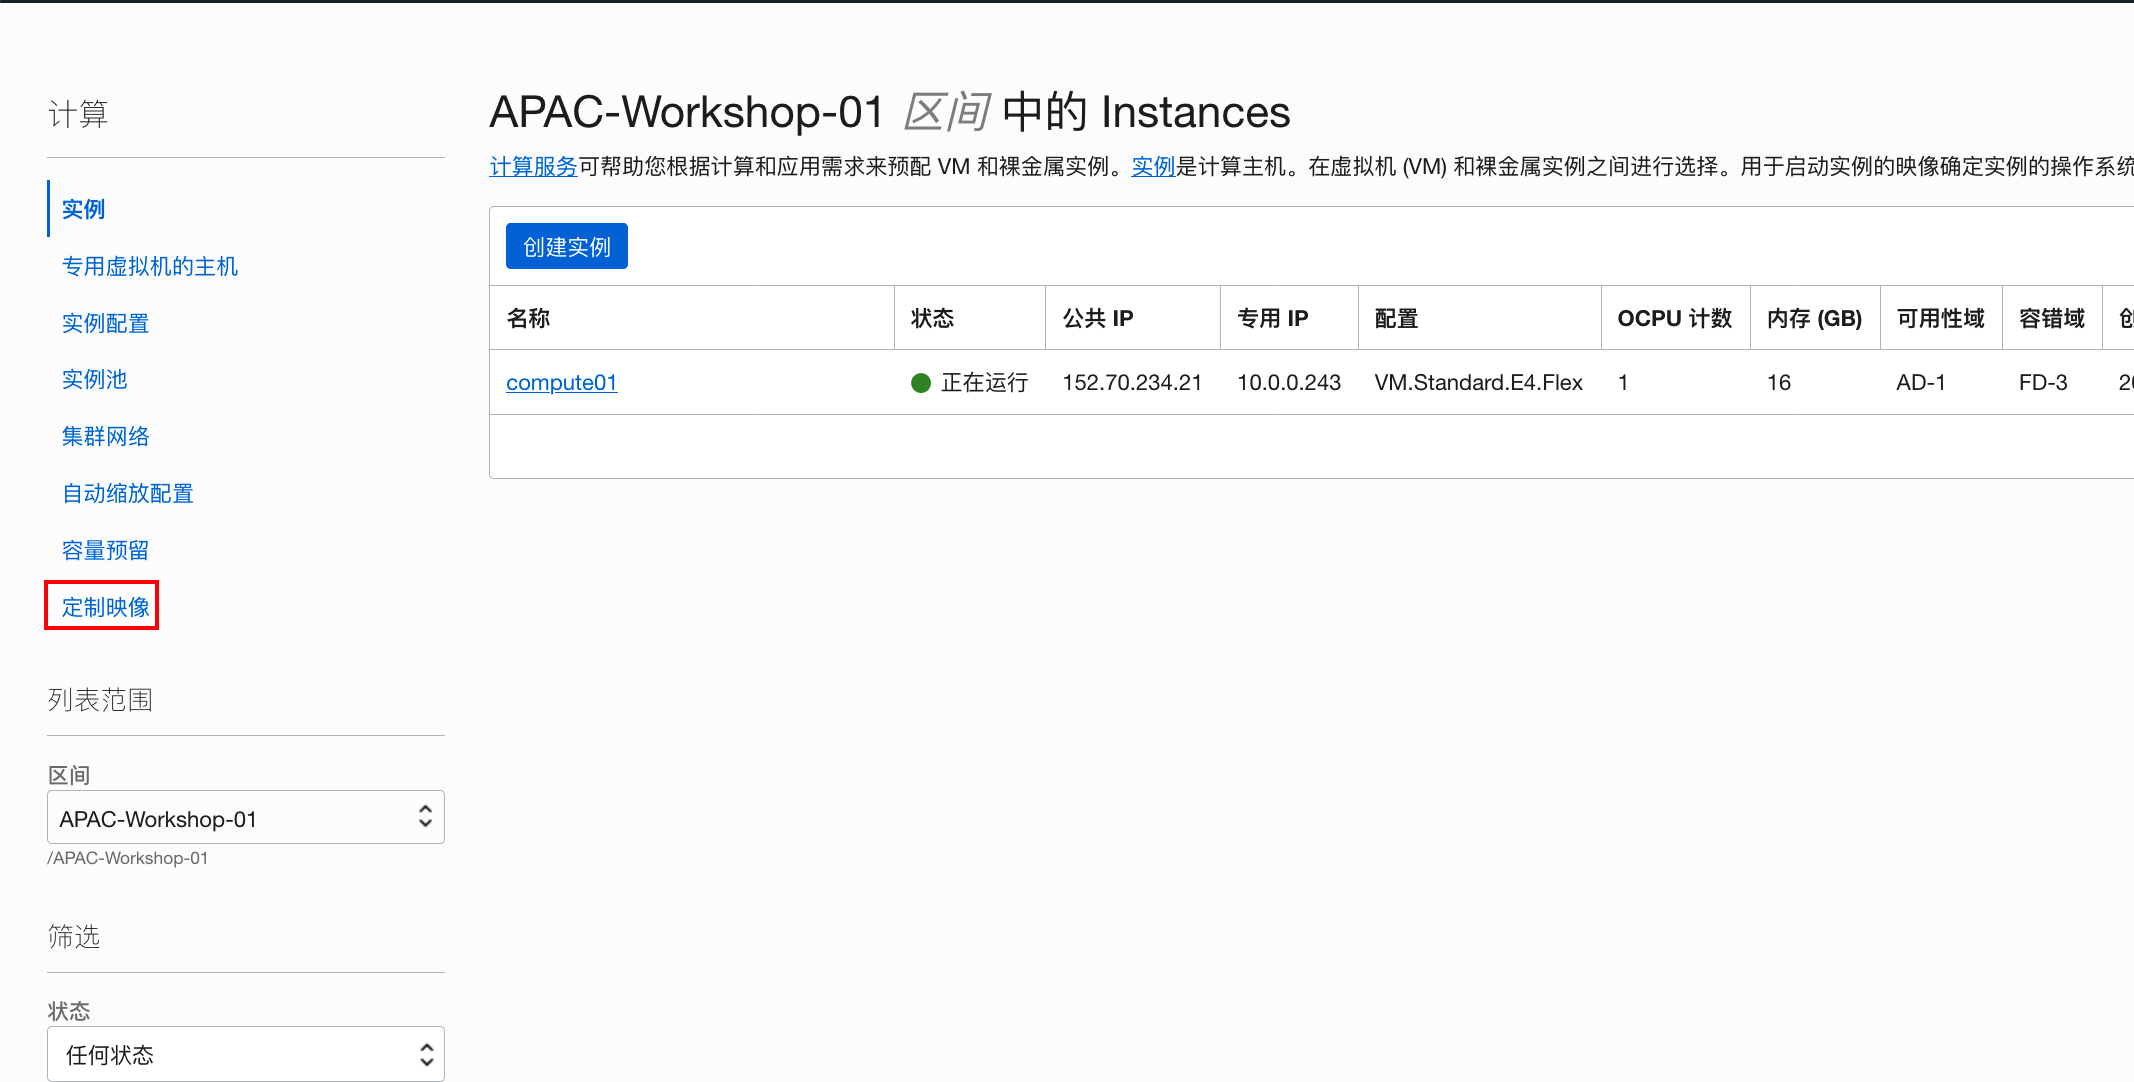 计算
实例
专用虚拟机的主机
实例配置
实例池
集群网络
自动缩放配置
容量预留
定制映像
列表范围
区间
APAC-Workshop-01
/APAC-Workshop-01
筛选
状态
任何状态
APAC-Workshop-01 区间 中的 Instances
计算服务可帮助您根据计算和应用需求来预配 VM 和裸金属实例。实例是计算主机。在虚拟机 (VM) 和裸金属实例之间进行选择。用于启动实例的映像确定实例的操作系统
创建实例
名称 状态 公共 IP 专用 IP 配置 OCPU 计数 内存 (GB) 可用性域 容错域
compute01 正在运行 152.70.234.21 10.0.0.243 VM.Standard.E4.Flex 1 16 AD-1 FD-3